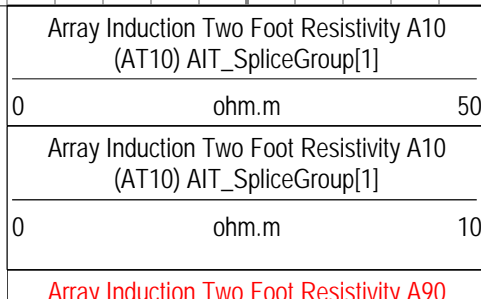 Array Induction Two Foot Resistivity A10
(AT10) AIT_SpliceGroup[1]
0 ohm.m 50
Array Induction Two Foot Resistivity A10
(AT10) AIT_SpliceGroup[1]
0 ohm.m 10
Array Induction Two Foot Resistivity A90